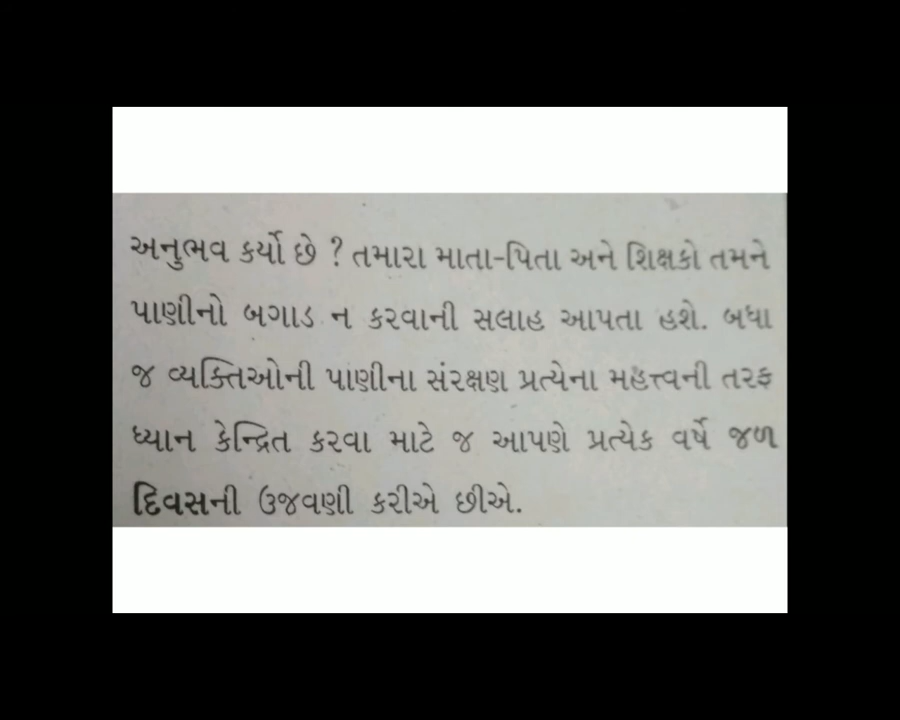 અનુભવ કર્યો છે ? તમારા માતા-પિતા અને શિક્ષકો તમને
પાણીનો બગાડ ન કરવાની સલાહ આપતા હશે. બધા
જ વ્યક્તિઓની પાણીના સંરક્ષણ પ્રત્યેના મહત્ત્વની તરફ
ધ્યાન કેન્દ્રિત કરવા માટે જ આપણે પ્રત્યેક વર્ષે જળ
દિવસની ઉજવણી કરીએ છીએ.